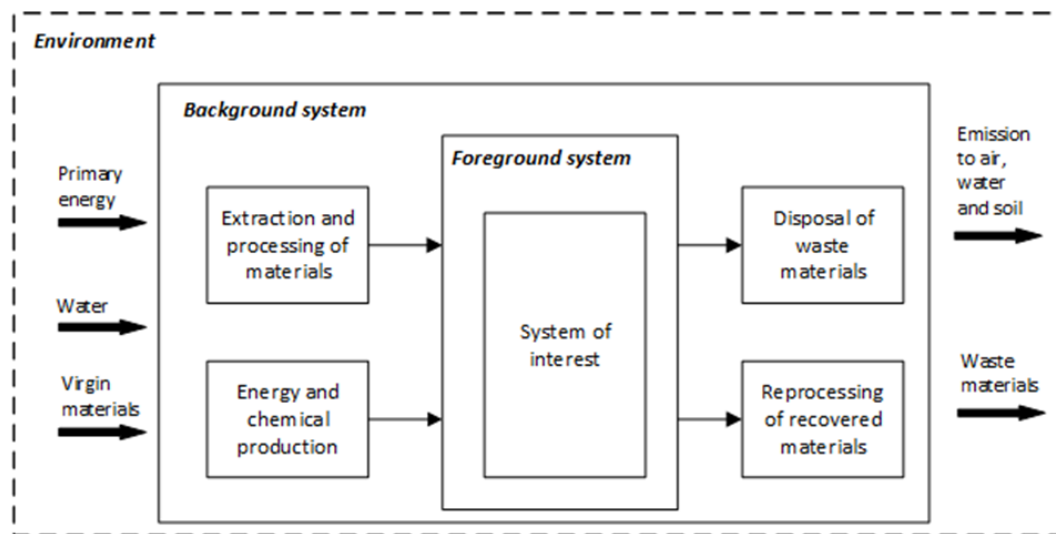 Environment
Background system
Foreground system
Primary
energy
Water
Virgin
materials
Extraction and
processing of
materials
Energy and
chemical
production
System of
interest
Disposal of
waste
materials
Reprocessing
of recovered
materials
Emission
to air,
water
and soil
Waste
materials